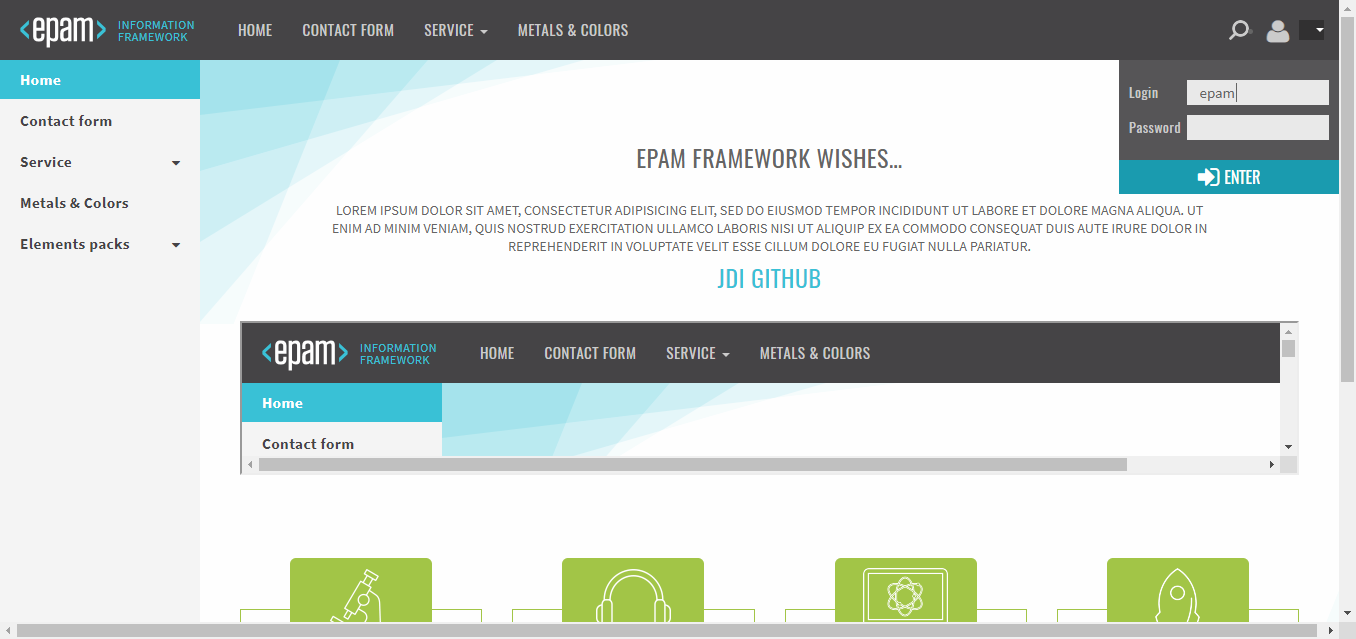 <epam> INFORMATION FRAMEWORK
HOME
CONTACT FORM
SERVICE
METALS & COLORS
Home
Contact form
Service
Metals & Colors
Elements packs
Login
epam
Password
ENTER
EPAM FRAMEWORK WISHES…
LOREM IPSUM DOLOR SIT AMET, CONSECTETUR ADIPISICING ELIT, SED DO EIUSMOD TEMPOR INCIDIDUNT UT LABORE ET DOLORE MAGNA ALIQUA. UT
ENIM AD MINIM VENIAM, QUIS NOSTRUD EXERCITATION ULLAMCO LABORIS NISI UT ALIQUIP EX EA COMMODO CONSEQUAT DUIS AUTE IRURE DOLOR IN
REPREHENDERIT IN VOLUPTATE VELIT ESSE CILLUM DOLORE EU FUGIAT NULLA PARIATUR.
JDI GITHUB
<epam> INFORMATION FRAMEWORK
HOME
CONTACT FORM
SERVICE
METALS & COLORS
Home
Contact form